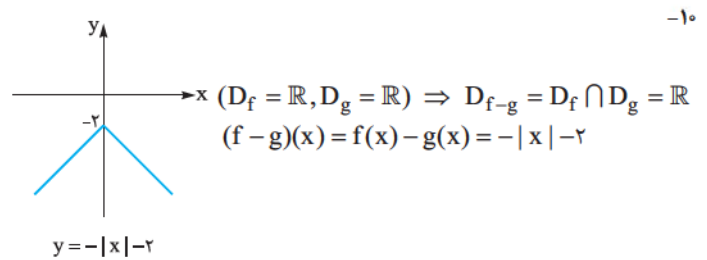 -۱۰
y
x
-۲
(D_f = ℝ, D_g = ℝ) ⇒ D_{f-g} = D_f ∩ D_g = ℝ
(f - g)(x) = f(x) - g(x) = -| x | -۲
y = -| x | -۲